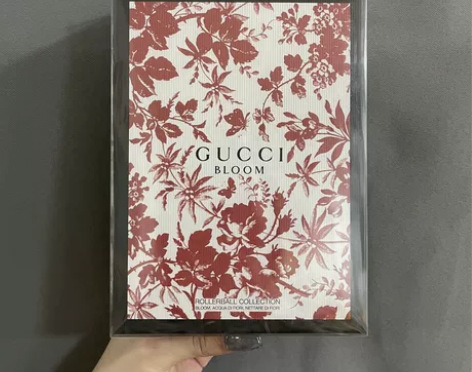 GUCCI
BLOOM
ROLLERBALL COLLECTION
BLOOM, ACQUA DI FIORI, NETTARE DI FIORI